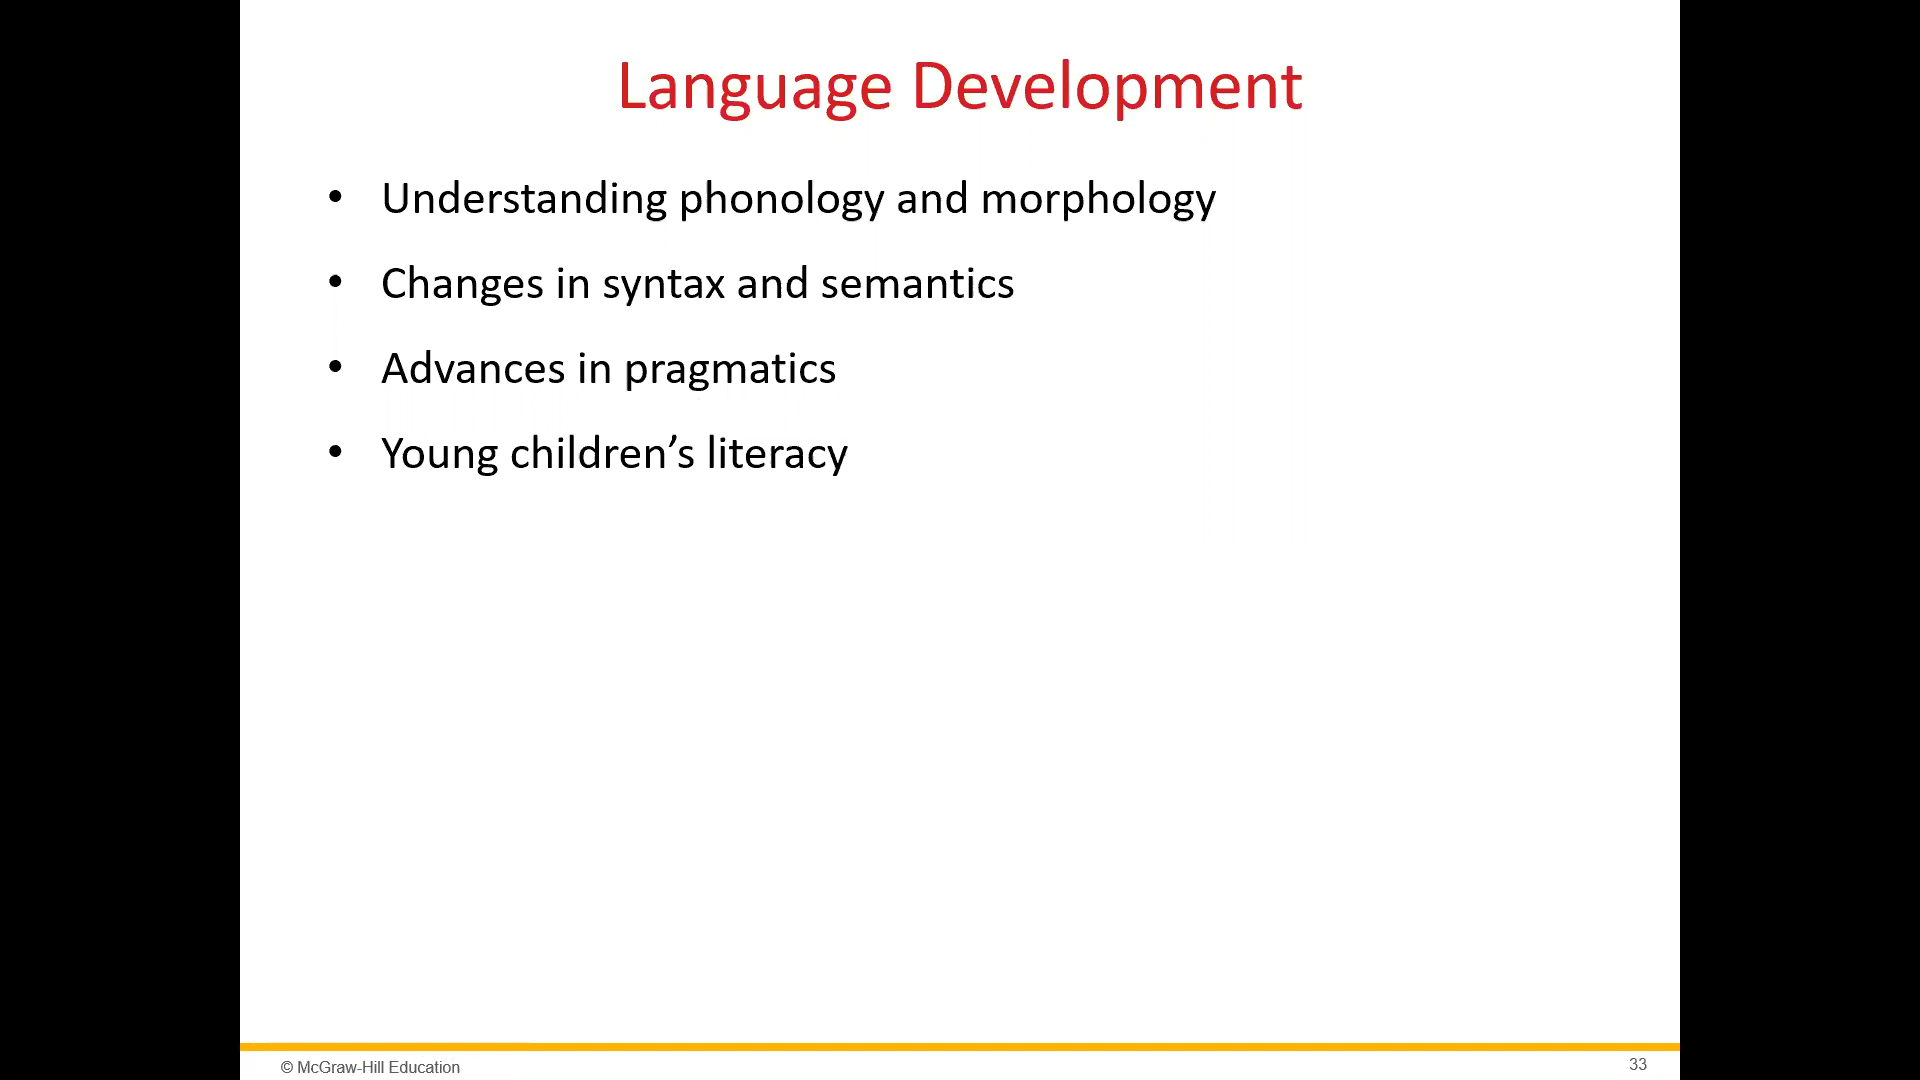 Language Development
• Understanding phonology and morphology
• Changes in syntax and semantics
• Advances in pragmatics
• Young children’s literacy
© McGraw-Hill Education
33